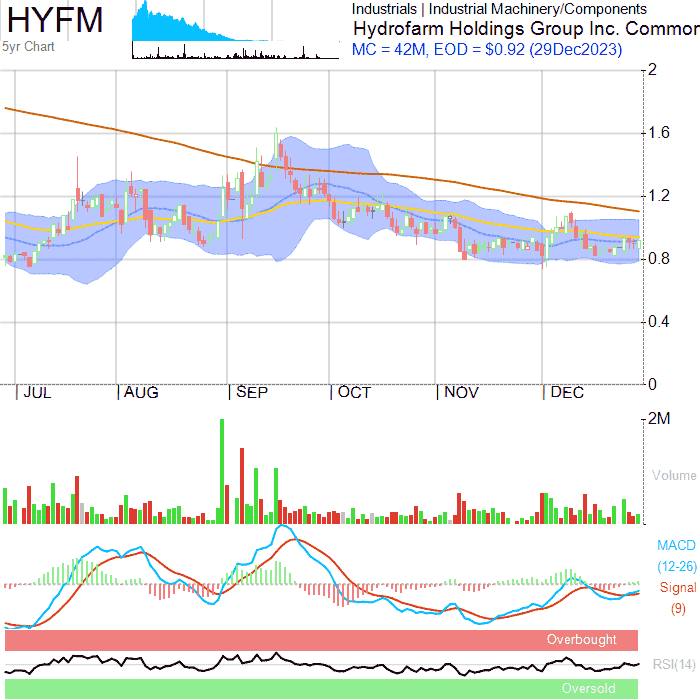 HYFM
5yr Chart
Industrials | Industrial Machinery/Components
Hydrofarm Holdings Group Inc. Common
MC = 42M, EOD = $0.92 (29Dec2023)
2
1.6
1.2
0.8
0.4
0
JUL AUG SEP OCT NOV DEC
2M
Volume
MACD
(12-26)
Signal
(9)
Overbought
RSI(14)
Oversold